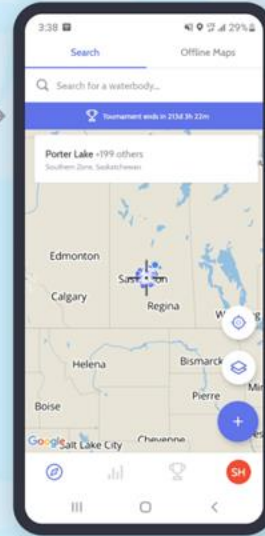 3:38
29%
Search
Offline Maps
Search for a waterbody...
Tournament ends in 213d 3h 22m
Porter Lake +199 others
Southern Zone, Saskatchewan
Edmonton
Calgary
Regina
Helena
Bismarck
Pierre
Boise
Google
Salt Lake City
Cheyenne
+
SH